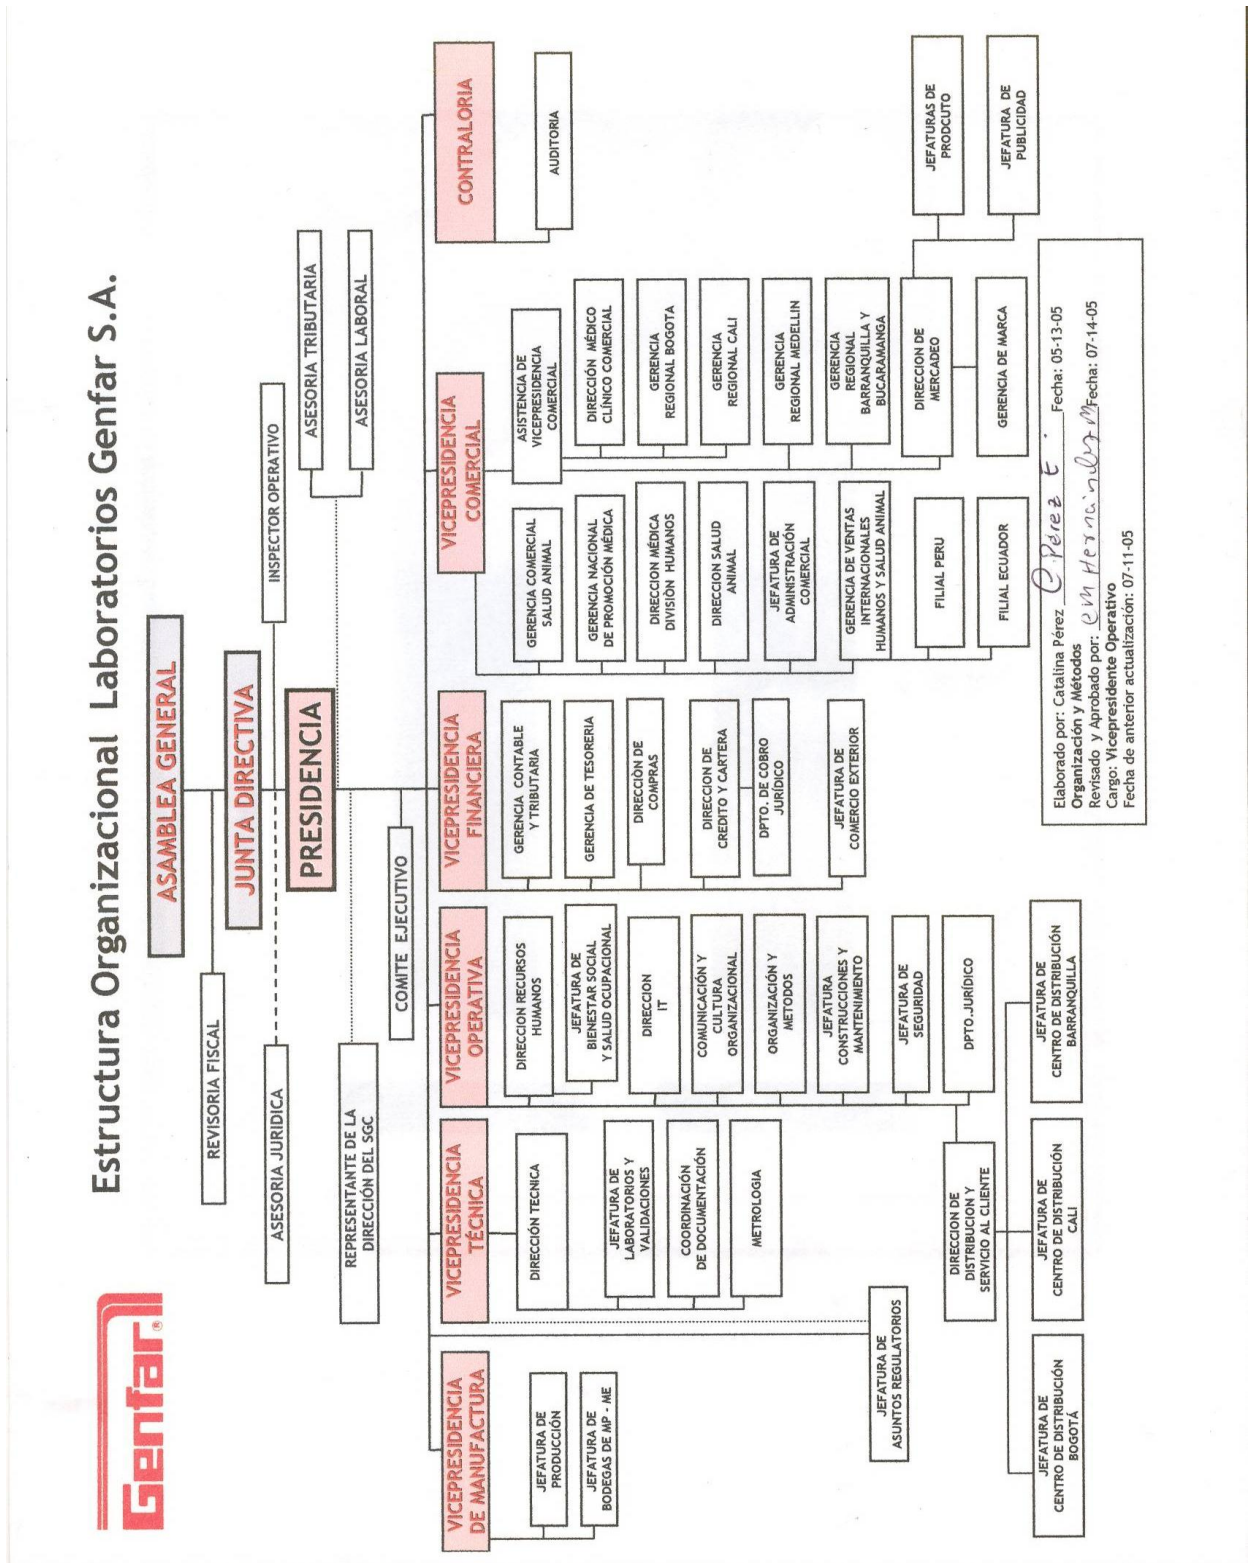 Genfar®
Estructura Organizacional Laboratorios Genfar S.A.
ASAMBLEA GENERAL
REVISORIA FISCAL
JUNTA DIRECTIVA
ASESORIA JURIDICA
INSPECTOR OPERATIVO
PRESIDENCIA
ASESORIA TRIBUTARIA
ASESORIA LABORAL
REPRESENTANTE DE LA
DIRECCIÓN DEL SGC
COMITE EJECUTIVO
VICEPRESIDENCIA
DE MANUFACTURA
JEFATURA DE
PRODUCCIÓN
JEFATURA DE
BODEGAS DE MP - ME
VICEPRESIDENCIA
TÉCNICA
DIRECCIÓN TECNICA
JEFATURA DE
LABORATORIOS Y
VALIDACIONES
COORDINACIÓN
DE DOCUMENTACIÓN
METROLOGIA
JEFATURA DE
ASUNTOS REGULATORIOS
VICEPRESIDENCIA
OPERATIVA
DIRECCION RECURSOS
HUMANOS
JEFATURA DE
BIENESTAR SOCIAL
Y SALUD OCUPACIONAL
DIRECCION
IT
COMUNICACIÓN Y
CULTURA
ORGANIZACIONAL
ORGANIZACIÓN Y
METODOS
JEFATURA
CONSTRUCCIONES Y
MANTENIMIENTO
JEFATURA DE
SEGURIDAD
DPTO.JURÍDICO
DIRECCION DE
DISTRIBUCION Y
SERVICIO AL CLIENTE
JEFATURA DE
CENTRO DE DISTRIBUCIÓN
BOGOTÁ
JEFATURA DE
CENTRO DE DISTRIBUCIÓN
CALI
JEFATURA DE
CENTRO DE DISTRIBUCIÓN
BARRANQUILLA
VICEPRESIDENCIA
FINANCIERA
GERENCIA CONTABLE
Y TRIBUTARIA
GERENCIA DE TESORERIA
DIRECCIÒN DE
COMPRAS
DIRECCION DE
CREDITO Y CARTERA
DPTO. DE COBRO
JURÍDICO
JEFATURA DE
COMERCIO EXTERIOR
VICEPRESIDENCIA
COMERCIAL
GERENCIA COMERCIAL
SALUD ANIMAL
GERENCIA NACIONAL
DE PROMOCIÓN MÉDICA
DIRECCION MÉDICA
DIVISIÓN HUMANOS
DIRECCION SALUD
ANIMAL
JEFATURA DE
ADMINISTRACIÓN
COMERCIAL
GERENCIA DE VENTAS
INTERNACIONALES
HUMANOS Y SALUD ANIMAL
FILIAL PERU
FILIAL ECUADOR
ASISTENCIA DE
VICEPRESIDENCIA
COMERCIAL
DIRECCIÓN MÉDICO
CLÍNICO COMERCIAL
GERENCIA
REGIONAL BOGOTA
GERENCIA
REGIONAL CALI
GERENCIA
REGIONAL MEDELLIN
GERENCIA
REGIONAL
BARRANQUILLA Y
BUCARAMANGA
DIRECCION DE
MERCADEO
GERENCIA DE MARCA
JEFATURAS DE
PRODCUTO
JEFATURA DE
PUBLICIDAD
CONTRALORIA
AUDITORIA
Elaborado por: Catalina Pérez C. Pérez E. Fecha: 05-13-05
Organización y Métodos
Revisado y Aprobado por: Fecha: 07-14-05
Cargo: Vicepresidente Operativo
Fecha de anterior actualización: 07-11-05